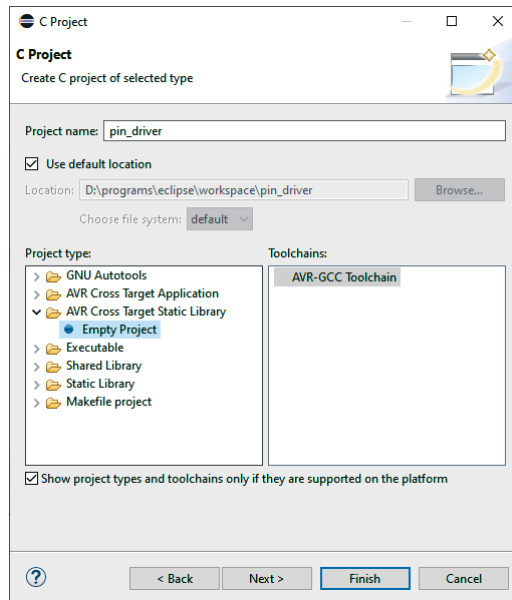 C Project
C Project
Create C project of selected type
Project name: pin_driver
Use default location
Location: D:\programs\eclipse\workspace\pin_driver Browse...
Choose file system: default
Project type:
GNU Autotools
AVR Cross Target Application
AVR Cross Target Static Library
Empty Project
Executable
Shared Library
Static Library
Makefile project
Toolchains:
AVR-GCC Toolchain
Show project types and toolchains only if they are supported on the platform
? < Back Next > Finish Cancel